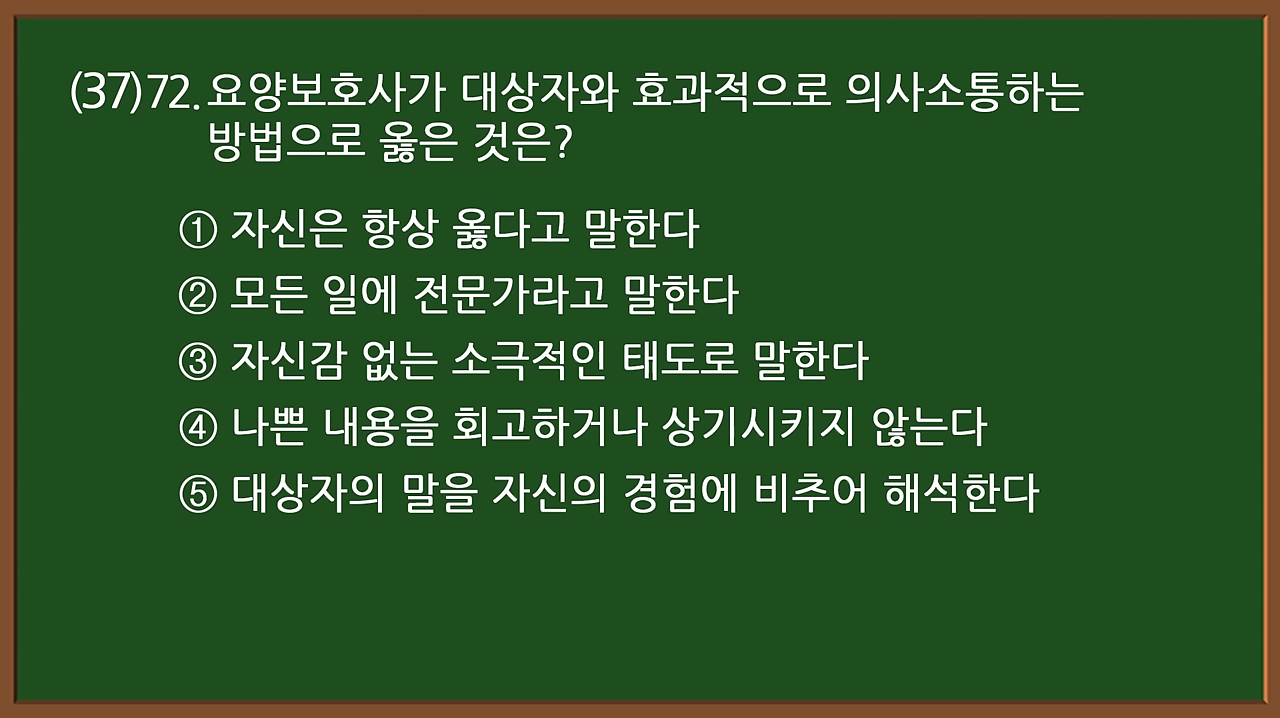 (37)72. 요양보호사가 대상자와 효과적으로 의사소통하는
방법으로 옳은 것은?
① 자신은 항상 옳다고 말한다
② 모든 일에 전문가라고 말한다
③ 자신감 없는 소극적인 태도로 말한다
④ 나쁜 내용을 회고하거나 상기시키지 않는다
⑤ 대상자의 말을 자신의 경험에 비추어 해석한다